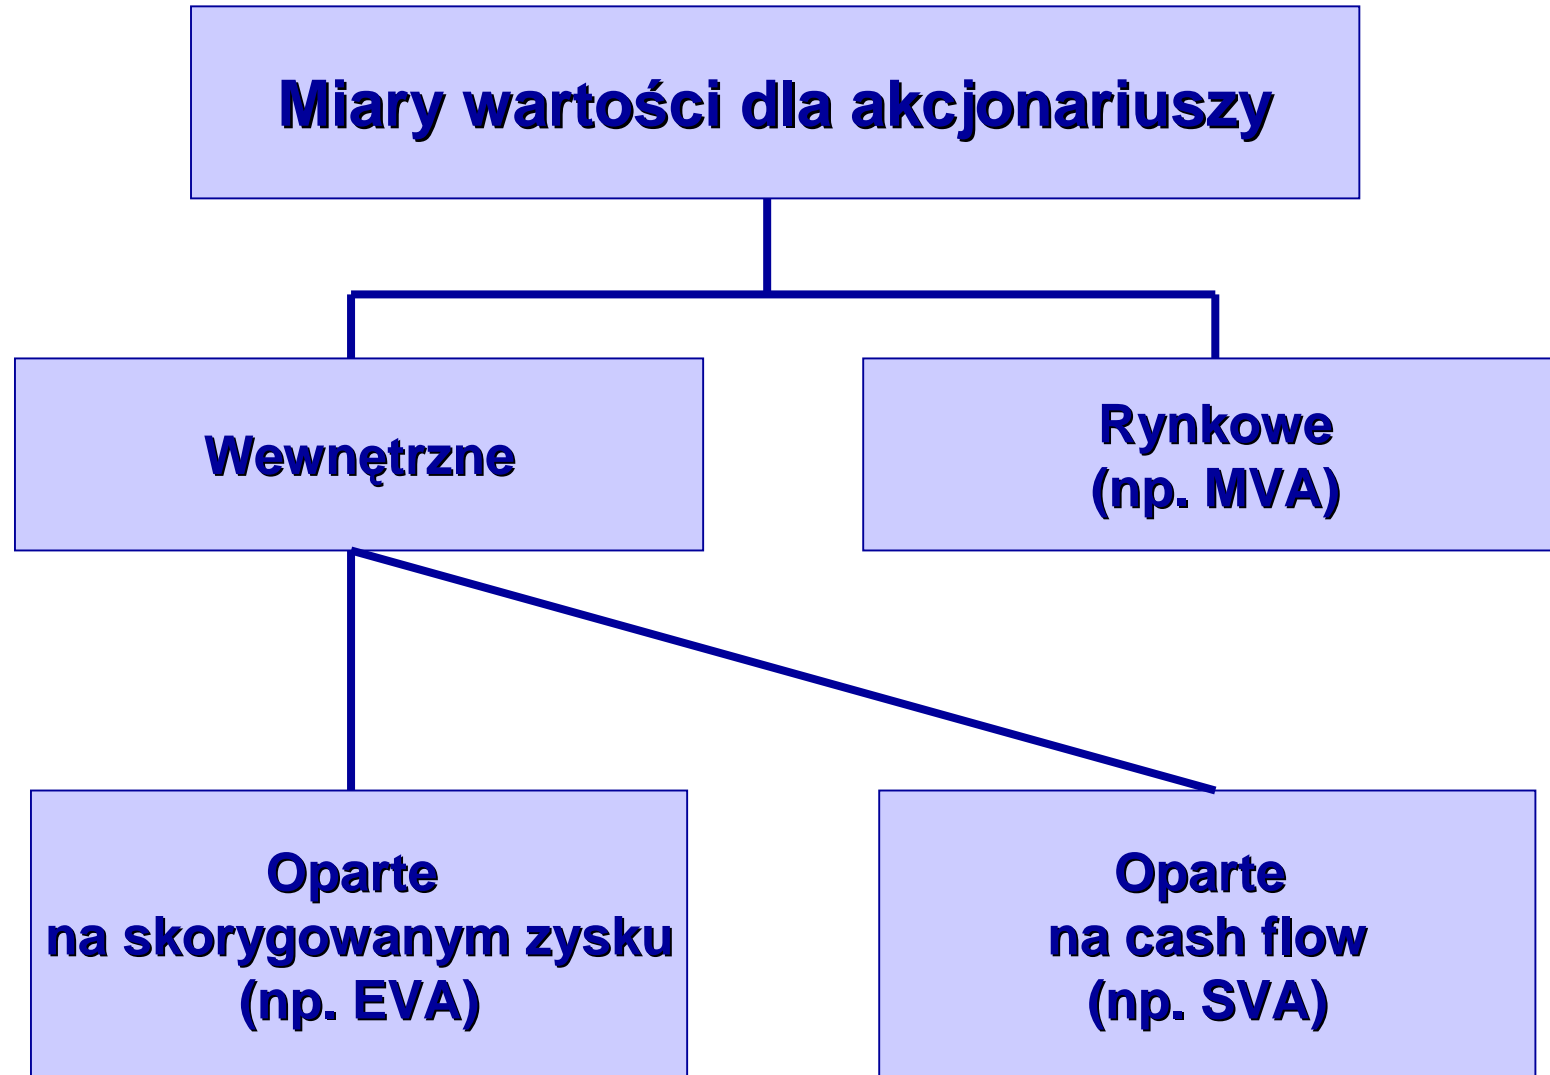 Miary wartości dla akcjonariuszy
Wewnętrzne
Rynkowe
(np. MVA)
Oparte
na skorygowanym zysku
(np. EVA)
Oparte
na cash flow
(np. SVA)